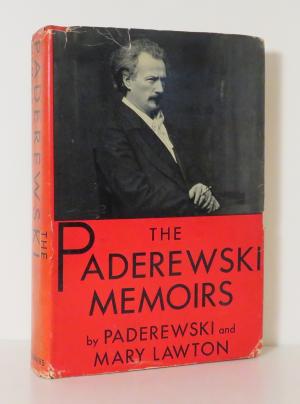 THE
PADEREWSKI
MEMOIRS
by PADEREWSKI and
MARY LAWTON
THE
PADEREWSKI